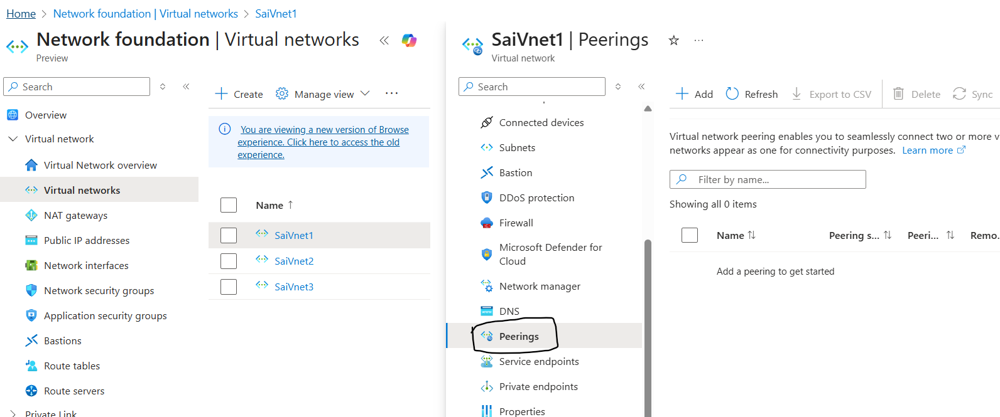 Home > Network foundation | Virtual networks > SaiVnet1
Network foundation | Virtual networks
Preview
Search
Overview
Virtual network
Virtual Network overview
Virtual networks
NAT gateways
Public IP addresses
Network interfaces
Network security groups
Application security groups
Bastions
Route tables
Route servers
Private Link
Create Manage view ...
You are viewing a new version of Browse
experience. Click here to access the old
experience.
Name ↑
SaiVnet1
SaiVnet2
SaiVnet3
SaiVnet1 | Peerings
Virtual network
Search
Connected devices
Subnets
Bastion
DDoS protection
Firewall
Microsoft Defender for
Cloud
Network manager
DNS
Peerings
Service endpoints
Private endpoints
Properties
Add Refresh Export to CSV Delete Sync
Virtual network peering enables you to seamlessly connect two or more v
networks appear as one for connectivity purposes. Learn more
Filter by name...
Showing all 0 items
Name ↑↓ Peering s... ↑↓ Peeri... ↑↓ Remo.
Add a peering to get started